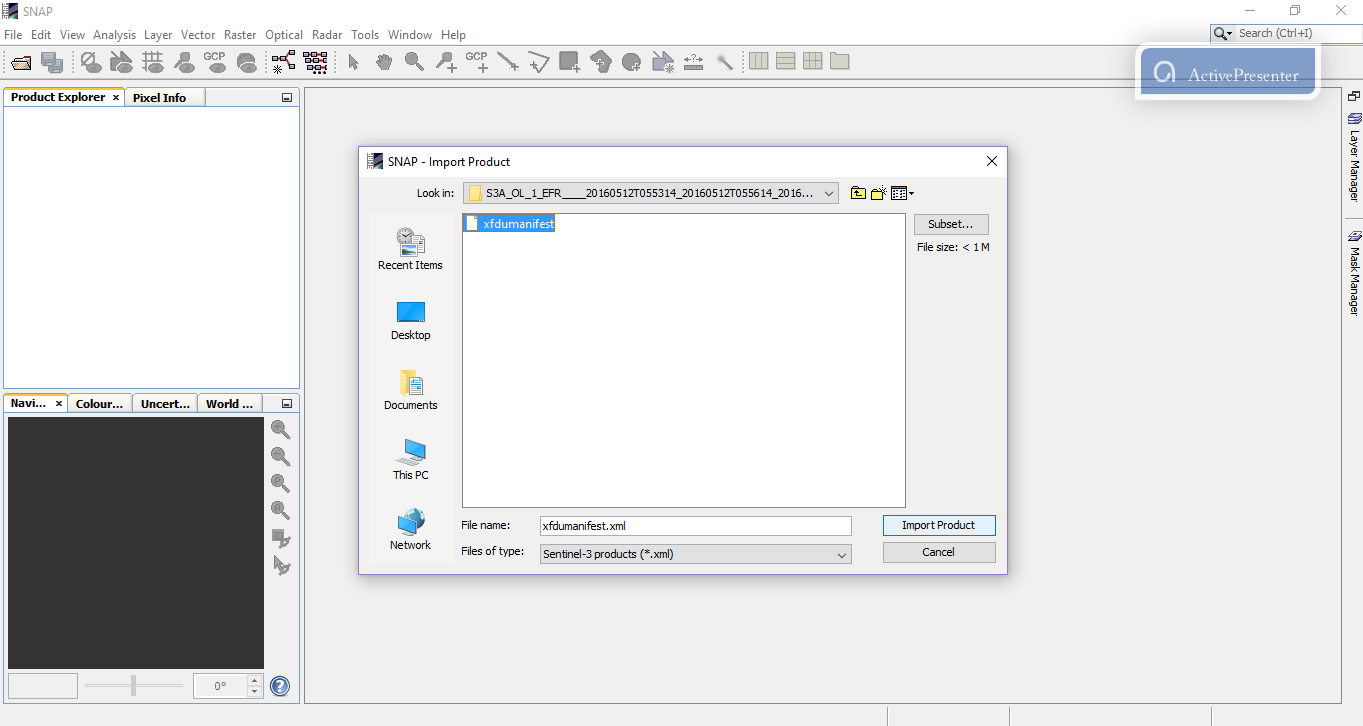 SNAP
File Edit View Analysis Layer Vector Raster Optical Radar Tools Window Help
Search (Ctrl+I)
GCP
GCP
ActivePresenter
Product Explorer
Pixel Info
Layer Manager
Mask Manager
SNAP - Import Product
Look in:
S3A_OL_1_EFR____20160512T055314_20160512T055614_2016...
xfdumanifest
Subset...
File size: < 1 M
Recent Items
Desktop
Documents
This PC
Network
File name:
xfdumanifest.xml
Import Product
Files of type:
Sentinel-3 products (*.xml)
Cancel
Navi...
Colour...
Uncert...
World ...
0°